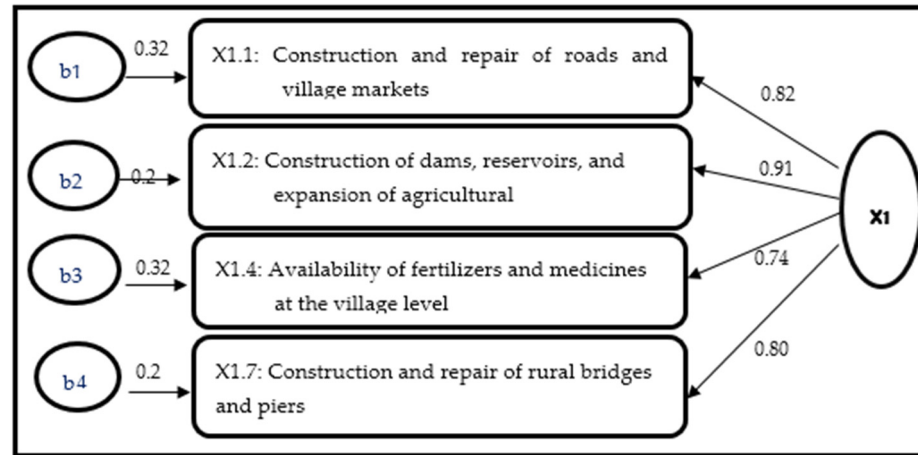 b1
0.32
X1.1: Construction and repair of roads and
village markets
0.82
b2
0.2
X1.2: Construction of dams, reservoirs, and
expansion of agricultural
0.91
X1
b3
0.32
X1.4: Availability of fertilizers and medicines
at the village level
0.74
b4
0.2
X1.7: Construction and repair of rural bridges
and piers
0.80